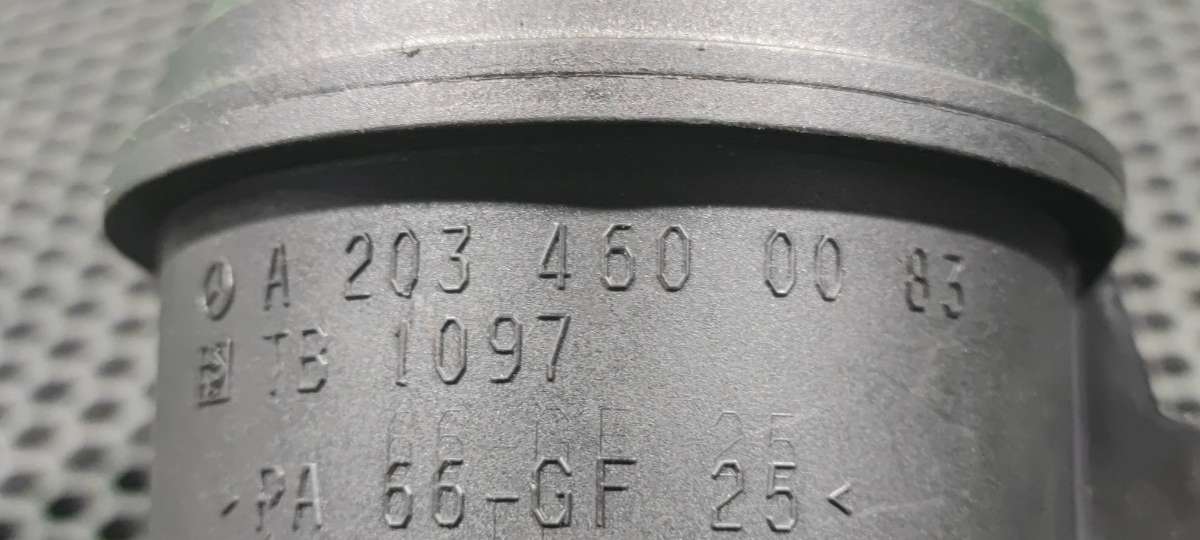 A 203 460 00 83
TB 1097
66-GF 25
>PA 66-GF 25<